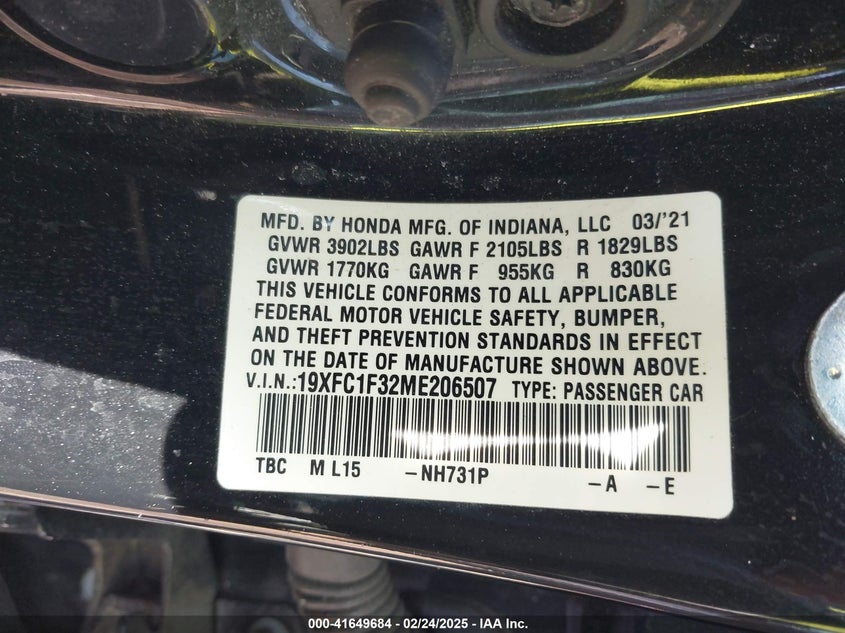 MFD. BY HONDA MFG. OF INDIANA, LLC 03/'21
GVWR 3902LBS GAWR F 2105LBS R 1829LBS
GVWR 1770KG GAWR F 955KG R 830KG
THIS VEHICLE CONFORMS TO ALL APPLICABLE
FEDERAL MOTOR VEHICLE SAFETY, BUMPER,
AND THEFT PREVENTION STANDARDS IN EFFECT
ON THE DATE OF MANUFACTURE SHOWN ABOVE.
V.I.N.:19XFC1F32ME206507 TYPE: PASSENGER CAR
TBC M L15 –NH731P –A –E
000-41649684 - 02/24/2025 - IAA Inc.